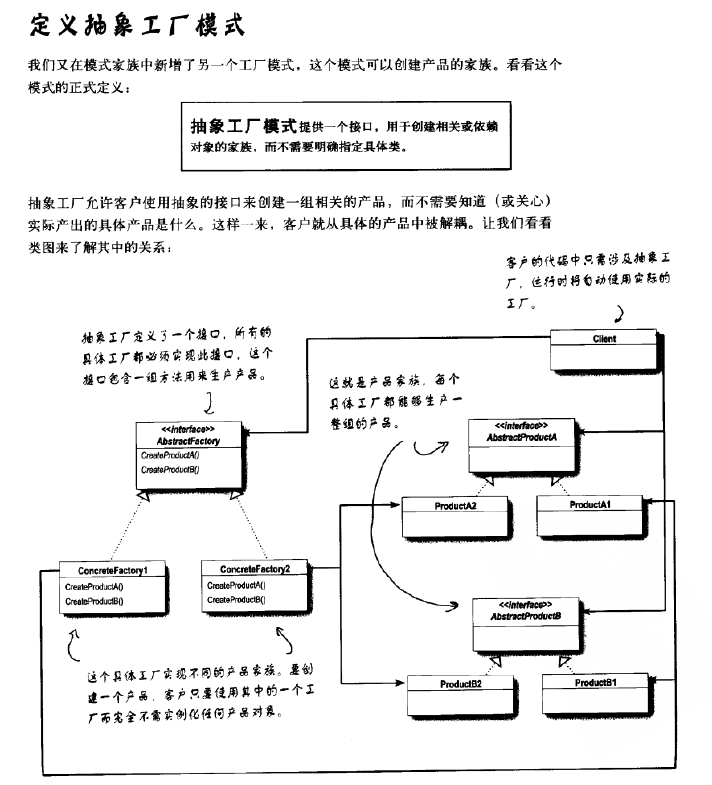 定义抽象工厂模式
我们又在模式家族中新增了另一个工厂模式，这个模式可以创建产品的家族。看看这个
模式的正式定义：
抽象工厂模式提供一个接口，用于创建相关或依赖
对象的家族，而不需要明确指定具体类。
抽象工厂允许客户使用抽象的接口来创建一组相关的产品，而不需要知道（或关心）
实际产出的具体产品是什么。这样一来，客户就从具体的产品中被解耦。让我们看看
类图来了解其中的关系：
客户的代码中只需涉及抽象工
厂，运行时将自动使用实际的
工厂。
抽象工厂定义了一个接口，所有的
具体工厂都必须实现此接口，这个
接口包含一组方法用来生产产品。
Client
这就是产品家族，每个
具体工厂都能够生产一
整组的产品。
<<interface>>
AbstractFactory
CreateProductA()
CreateProductB()
<<interface>>
AbstractProductA
ProductA2
ProductA1
ConcreteFactory1
CreateProductA()
CreateProductB()
ConcreteFactory2
CreateProductA()
CreateProductB()
<<interface>>
AbstractProductB
ProductB2
ProductB1
这个具体工厂实现不同的产品家族。要创
建一个产品，客户只要使用其中的一个工
厂而完全不需实例化任何产品对象。